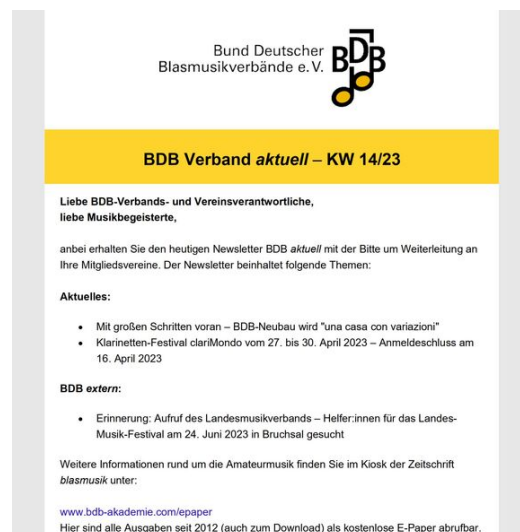 Bund Deutscher
Blasmusikverbände e.V.
BDB
BDB Verband aktuell – KW 14/23
Liebe BDB-Verbands- und Vereinsverantwortliche,
liebe Musikbegeisterte,
anbei erhalten Sie den heutigen Newsletter BDB aktuell mit der Bitte um Weiterleitung an
Ihre Mitgliedsvereine. Der Newsletter beinhaltet folgende Themen:
Aktuelles:
• Mit großen Schritten voran – BDB-Neubau wird "una casa con variazioni"
• Klarinetten-Festival clariMondo vom 27. bis 30. April 2023 – Anmeldeschluss am
16. April 2023
BDB extern:
• Erinnerung: Aufruf des Landesmusikverbands – Helfer:innen für das Landes-
Musik-Festival am 24. Juni 2023 in Bruchsal gesucht
Weitere Informationen rund um die Amateurmusik finden Sie im Kiosk der Zeitschrift
blasmusik unter:
www.bdb-akademie.com/epaper
Hier sind alle Ausgaben seit 2012 (auch zum Download) als kostenlose E-Paper abrufbar.